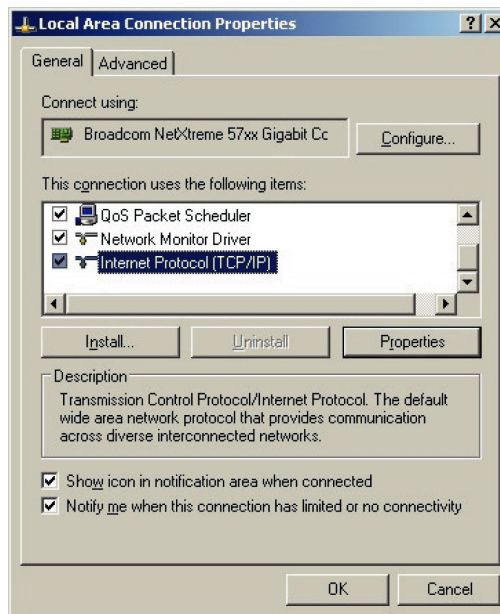 Local Area Connection Properties
General
Advanced
Connect using:
Broadcom NetXtreme 57xx Gigabit Cc
Configure...
This connection uses the following items:
QoS Packet Scheduler
Network Monitor Driver
Internet Protocol (TCP/IP)
Install...
Uninstall
Properties
Description
Transmission Control Protocol/Internet Protocol. The default
wide area network protocol that provides communication
across diverse interconnected networks.
Show icon in notification area when connected
Notify me when this connection has limited or no connectivity
OK
Cancel